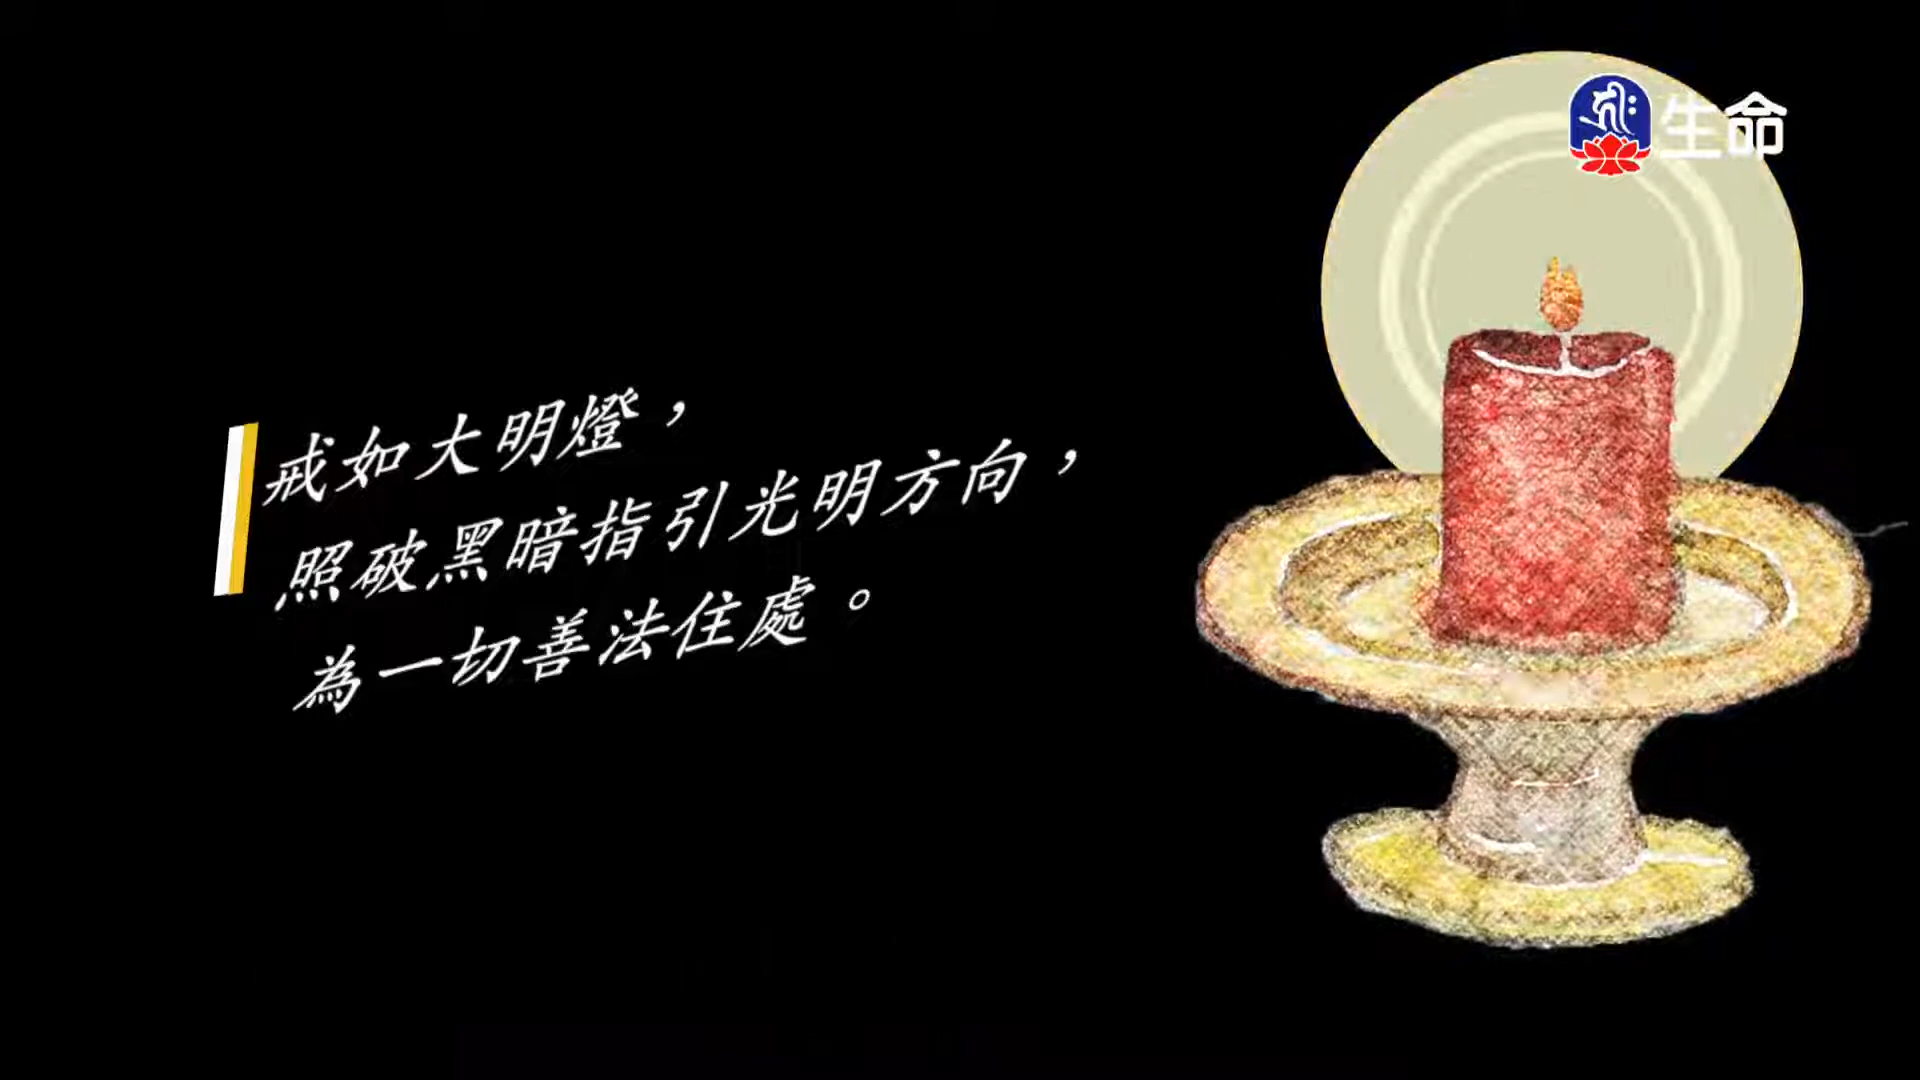 生命
戒如大明燈，
照破黑暗指引光明方向，
為一切善法住處。